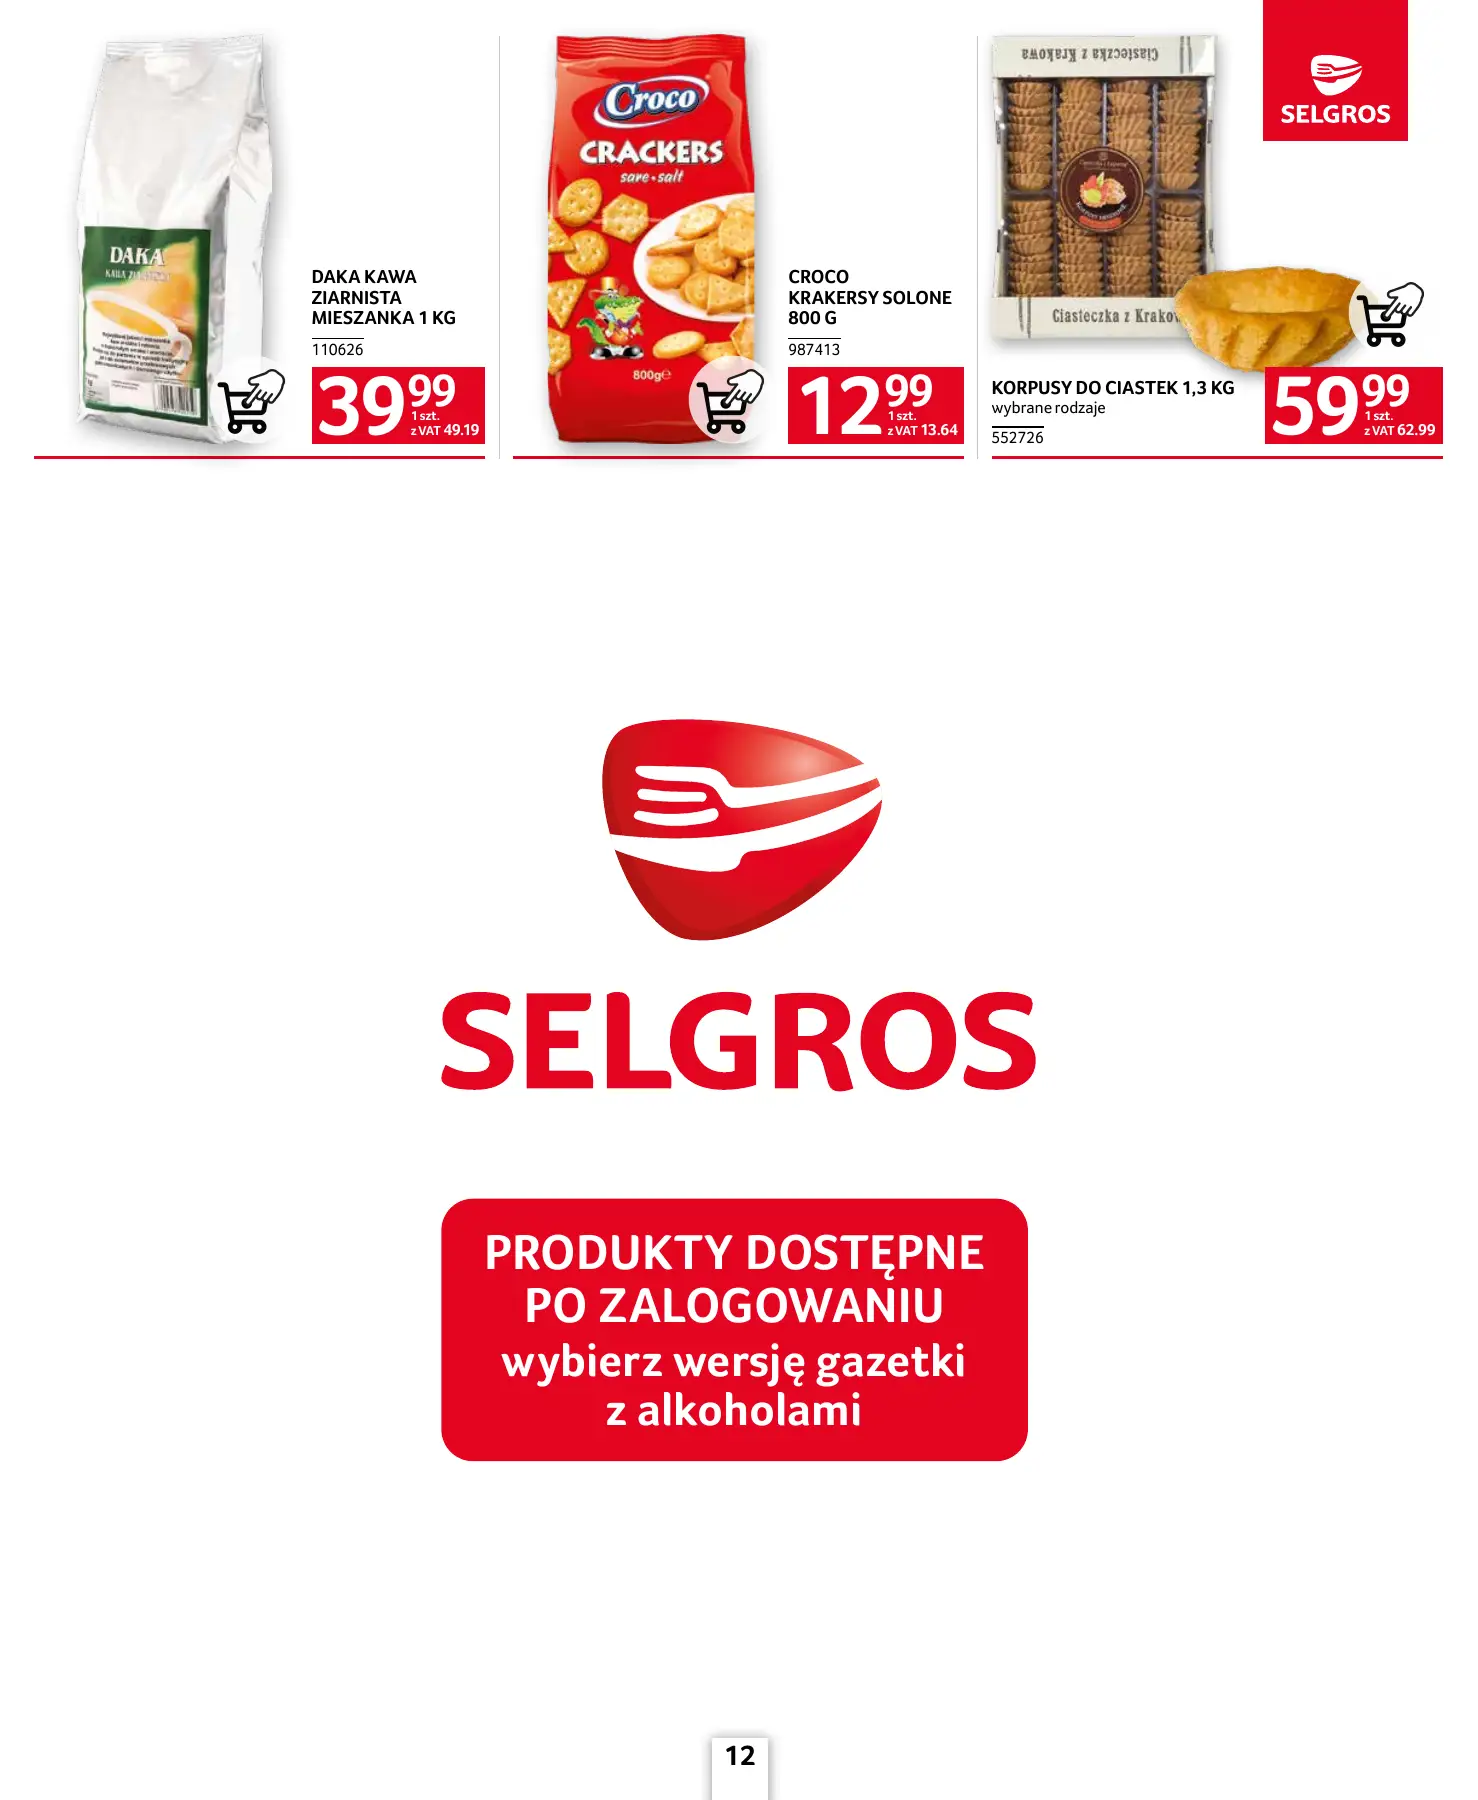 DAKA
DAKA KAWA
ZIARNISTA
MIESZANKA 1 KG
110626
39 99
1 szt.
z VAT 49.19
Croco
CRACKERS
sare • salt
800g e
CROCO
KRAKERSY SOLONE
800 G
987413
12 99
1 szt.
z VAT 13.64
Ciasteczka z Krakowa
KORPUSY DO CIASTEK 1,3 KG
wybrane rodzaje
552726
59 99
1 szt.
z VAT 62.99
SELGROS
SELGROS
PRODUKTY DOSTĘPNE
PO ZALOGOWANIU
wybierz wersję gazetki
z alkoholami
12